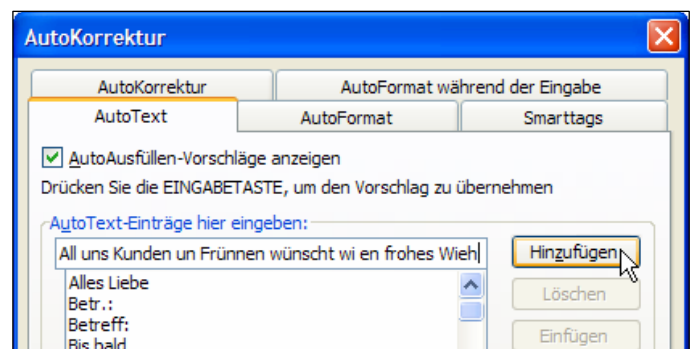 AutoKorrektur
AutoKorrektur
AutoFormat während der Eingabe
AutoText
AutoFormat
Smarttags
AutoAusfüllen-Vorschläge anzeigen
Drücken Sie die EINGABETASTE, um den Vorschlag zu übernehmen
AutoText-Einträge hier eingeben:
All uns Kunden un Frünnen wünscht wi en frohes Wieh
Hinzufügen
Alles Liebe
Betr.:
Betreff:
Bis bald
Löschen
Einfügen